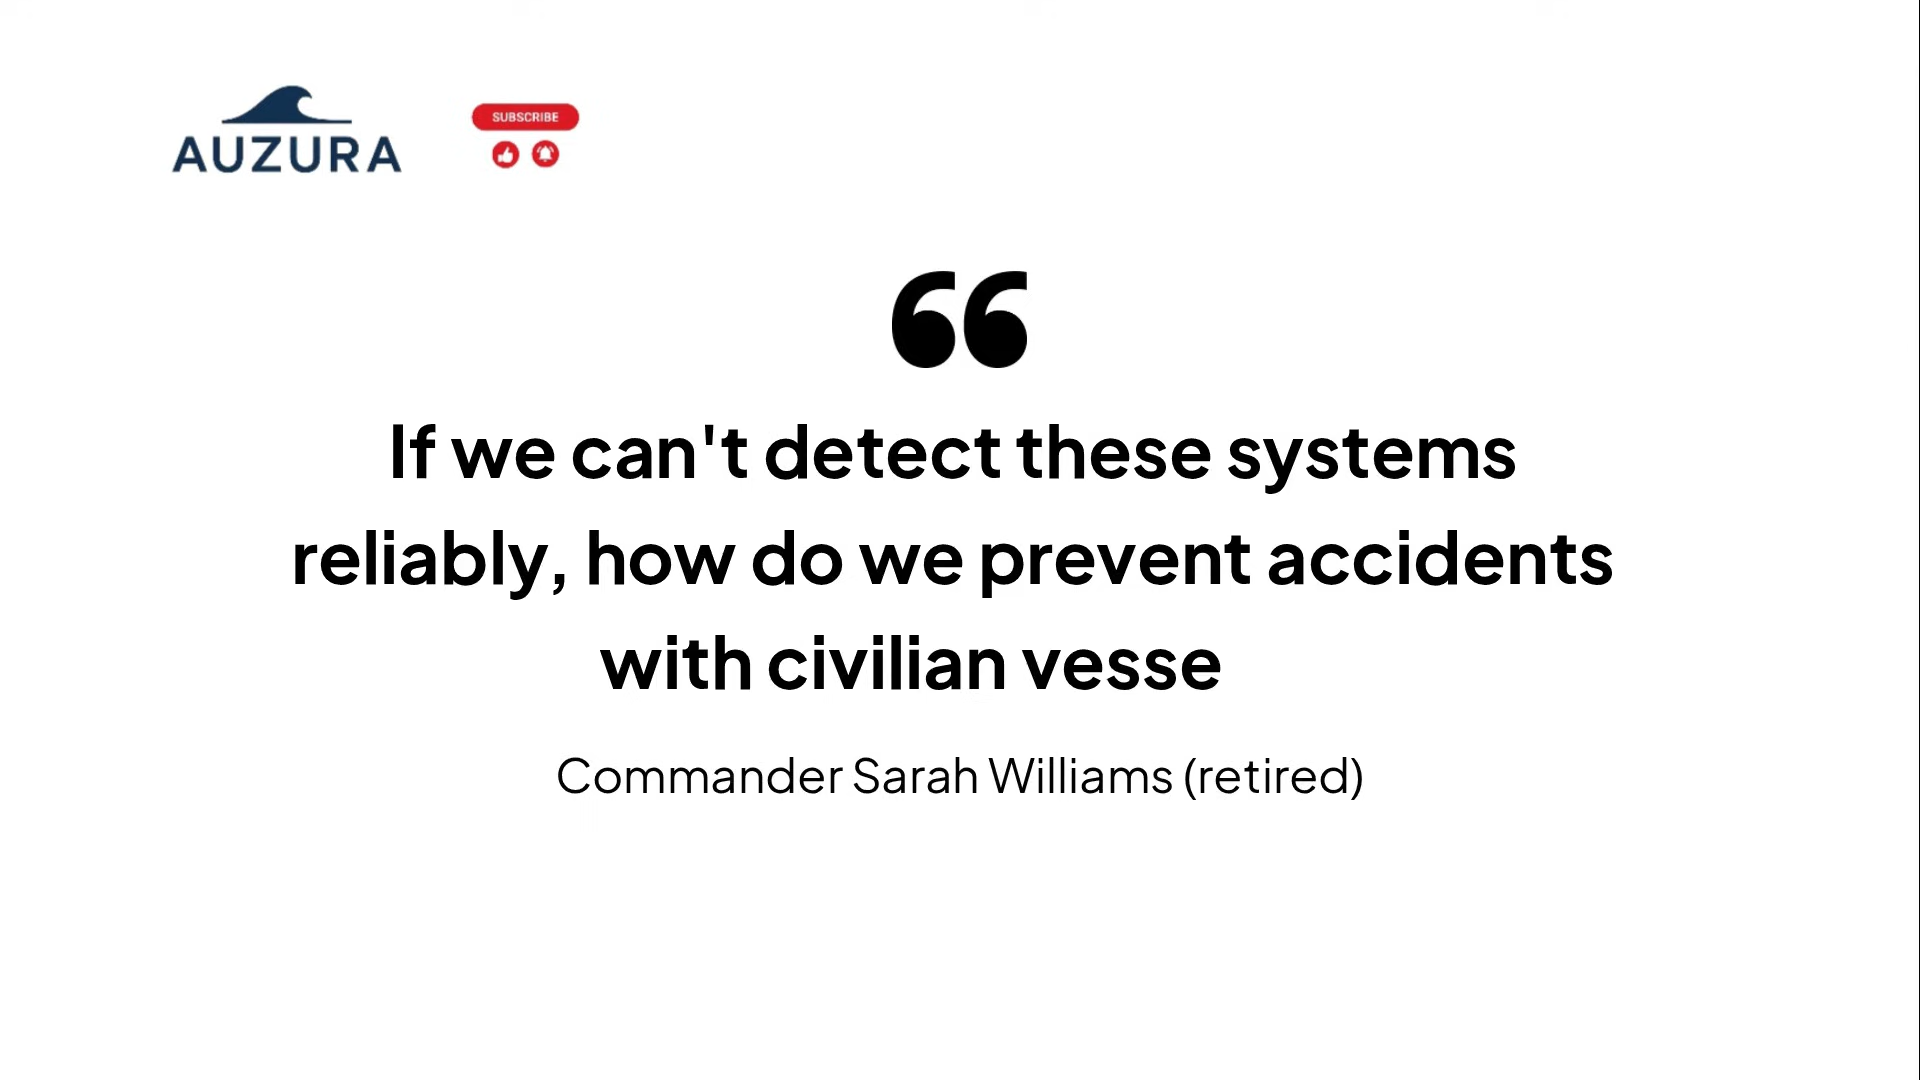 AUZURA
SUBSCRIBE
“
If we can't detect these systems
reliably, how do we prevent accidents
with civilian vesse
Commander Sarah Williams (retired)